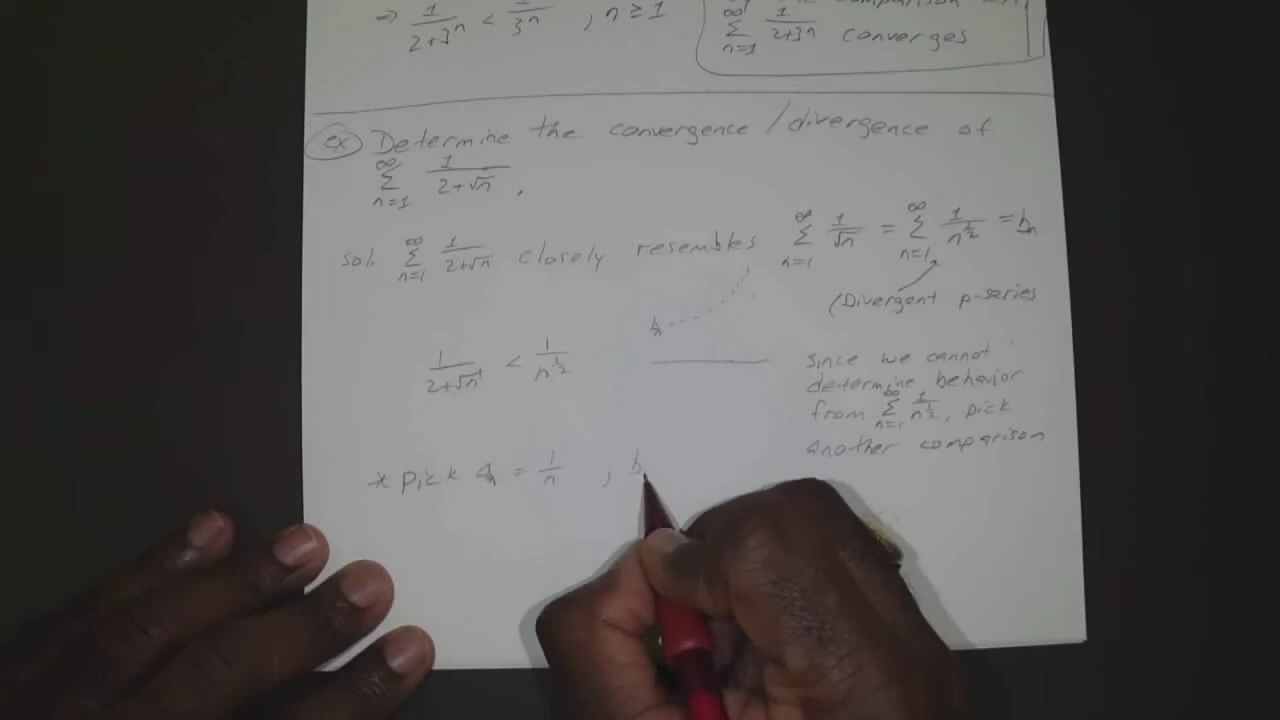 ⇒ 1/(2+3^n) < 1/3^n , n ≥ 1
comparison
∞ Σ n=1 1/(2+3^n) converges
ex Determine the convergence / divergence of
∞ Σ n=1 1/(2+√n) .
sol. ∞ Σ n=1 1/(2+√n) closely resembles ∞ Σ n=1 1/√n = ∞ Σ n=1 1/n^½ = b_n
(Divergent p-series
b_n
1/(2+√n) < 1/n^½
since we cannot
determine behavior
from ∞ Σ n=1 1/n^½, pick
another comparison
* pick a_n = 1/n , b